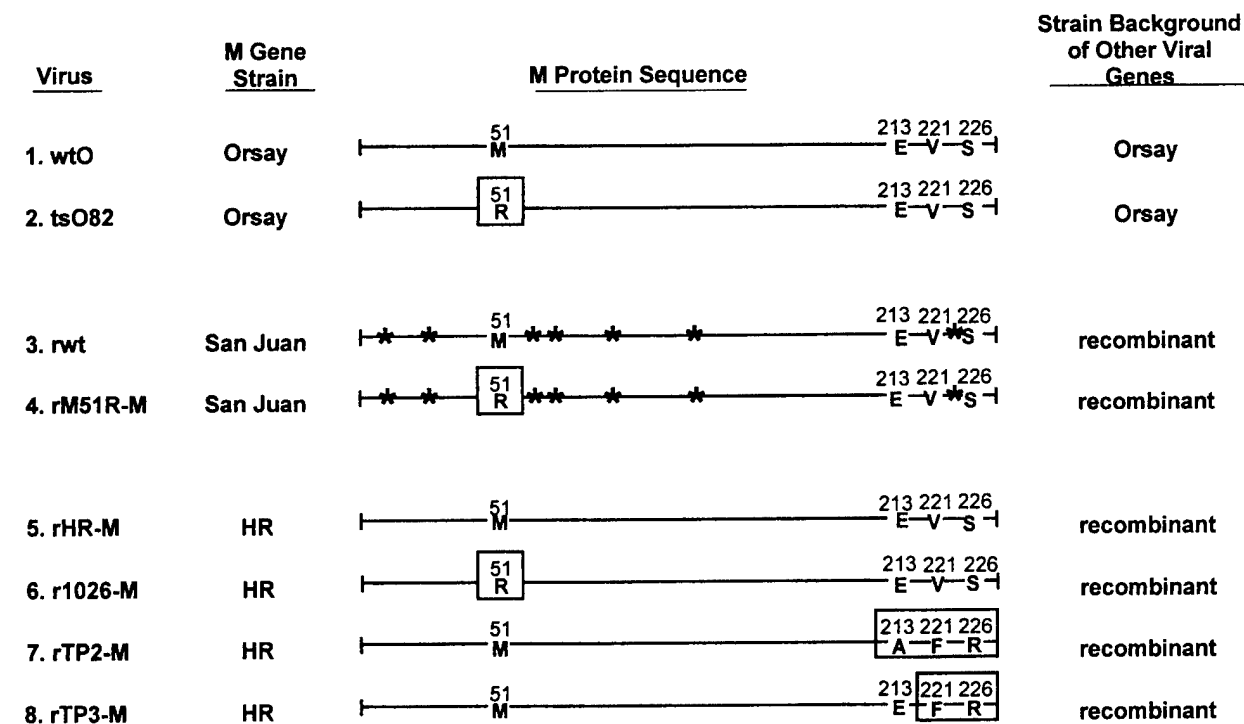 Virus M Gene Strain M Protein Sequence Strain Background of Other Viral Genes
51 213 221 226
1. wtO Orsay M E V S Orsay
51 213 221 226
2. tsO82 Orsay R E V S Orsay
51 213 221 226
3. rwt San Juan * * M * * * * E V * S recombinant
51 213 221 226
4. rM51R-M San Juan * * R * * * * E V * S recombinant
51 213 221 226
5. rHR-M HR M E V S recombinant
51 213 221 226
6. r1026-M HR R E V S recombinant
51 213 221 226
7. rTP2-M HR M A F R recombinant
51 213 221 226
8. rTP3-M HR M E F R recombinant